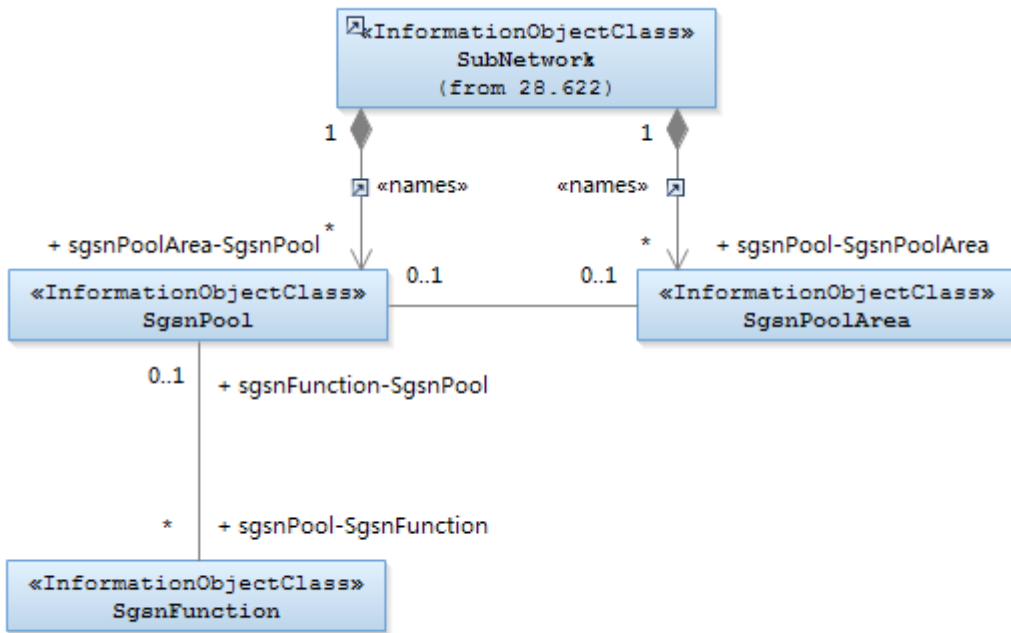 «InformationObjectClass»
SubNetwork
(from 28.622)
1
1
«names»
«names»
*
*
+ sgsnPoolArea-SgsnPool
+ sgsnPool-SgsnPoolArea
0..1
0..1
«InformationObjectClass»
SgsnPool
«InformationObjectClass»
SgsnPoolArea
0..1
+ sgsnFunction-SgsnPool
*
+ sgsnPool-SgsnFunction
«InformationObjectClass»
SgsnFunction